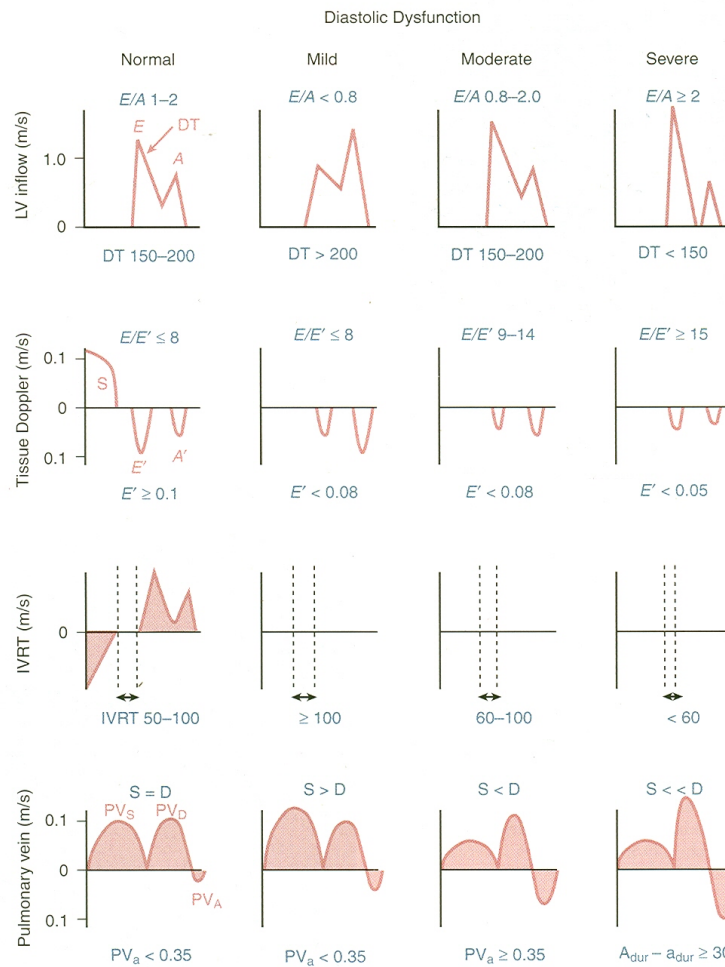 Diastolic Dysfunction
Normal Mild Moderate Severe
E/A 1–2 E/A < 0.8 E/A 0.8–2.0 E/A ≥ 2
LV inflow (m/s)
E DT
A
1.0
0
DT 150–200 DT > 200 DT 150–200 DT < 150
E/E' ≤ 8 E/E' ≤ 8 E/E' 9–14 E/E' ≥ 15
Tissue Doppler (m/s)
0.1
S
0
0.1
E' A'
E' ≥ 0.1 E' < 0.08 E' < 0.08 E' < 0.05
IVRT (m/s)
0
IVRT 50–100 ≥ 100 60–100 < 60
S = D S > D S < D S < < D
Pulmonary vein (m/s)
PVS PVD
0.1
0
PVA
0.1
PVa < 0.35 PVa < 0.35 PVa ≥ 0.35 Adur – adur ≥ 30